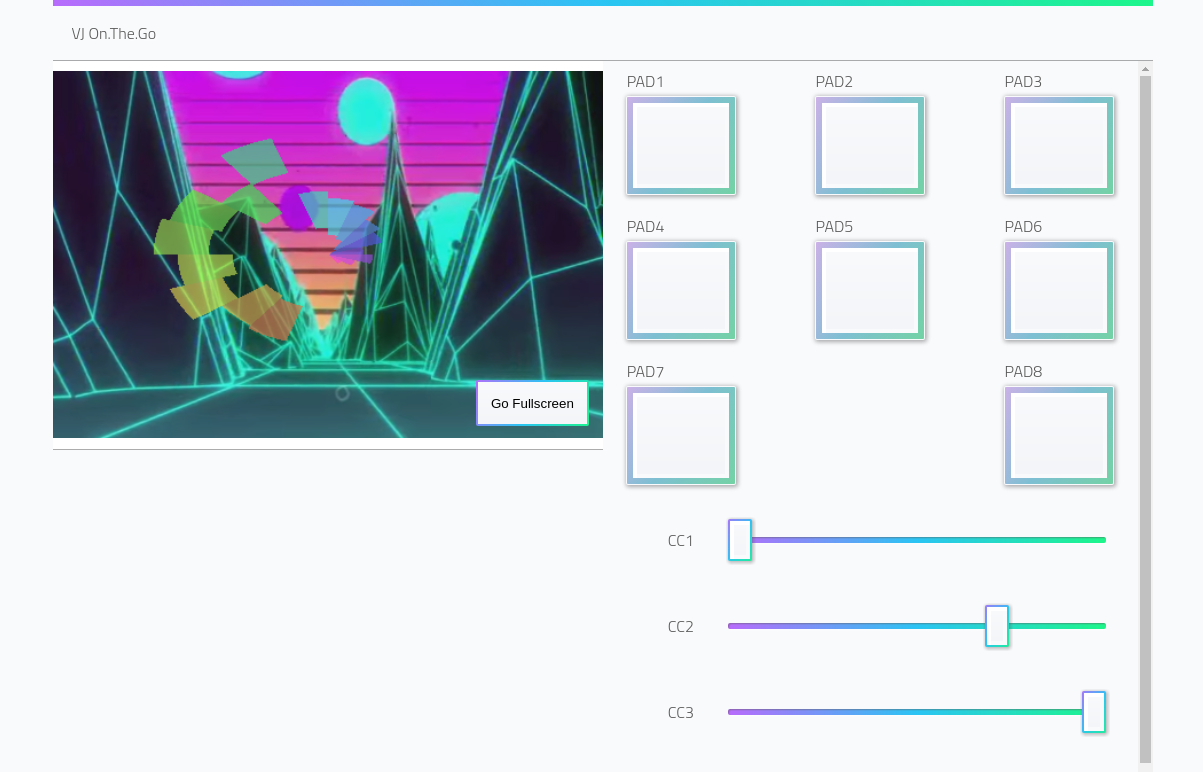 VJ On.The.Go
Go Fullscreen
PAD1 PAD2 PAD3
PAD4 PAD5 PAD6
PAD7 PAD8
CC1
CC2
CC3